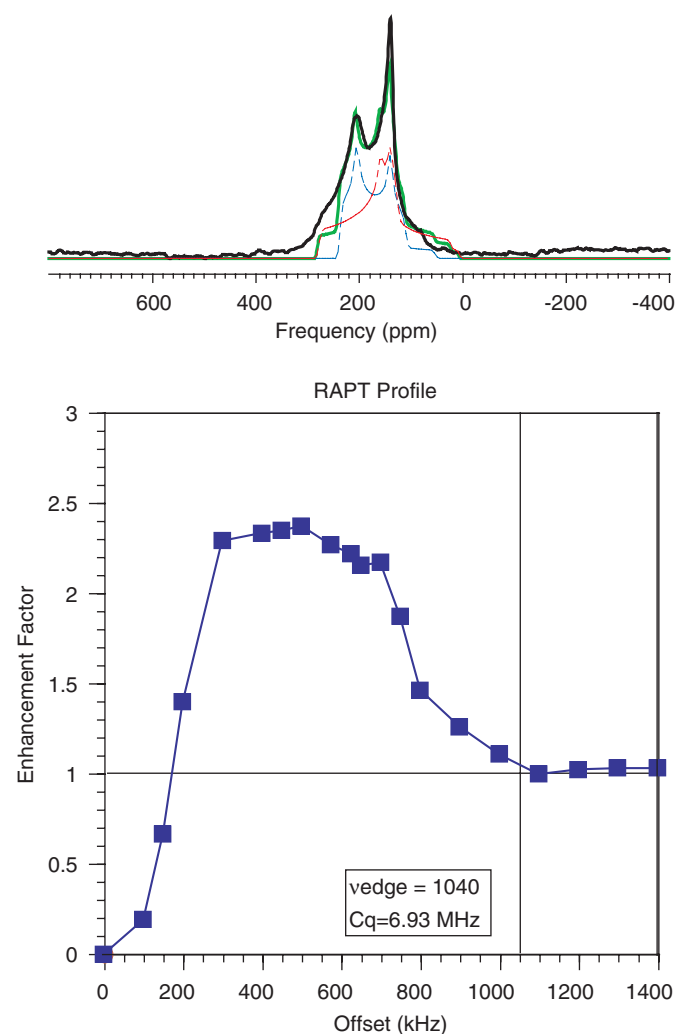 600 400 200 0 -200 -400
Frequency (ppm)
RAPT Profile
3
2.5
2
1.5
1
0.5
0
Enhancement Factor
νedge = 1040
Cq=6.93 MHz
0 200 400 600 800 1000 1200 1400
Offset (kHz)